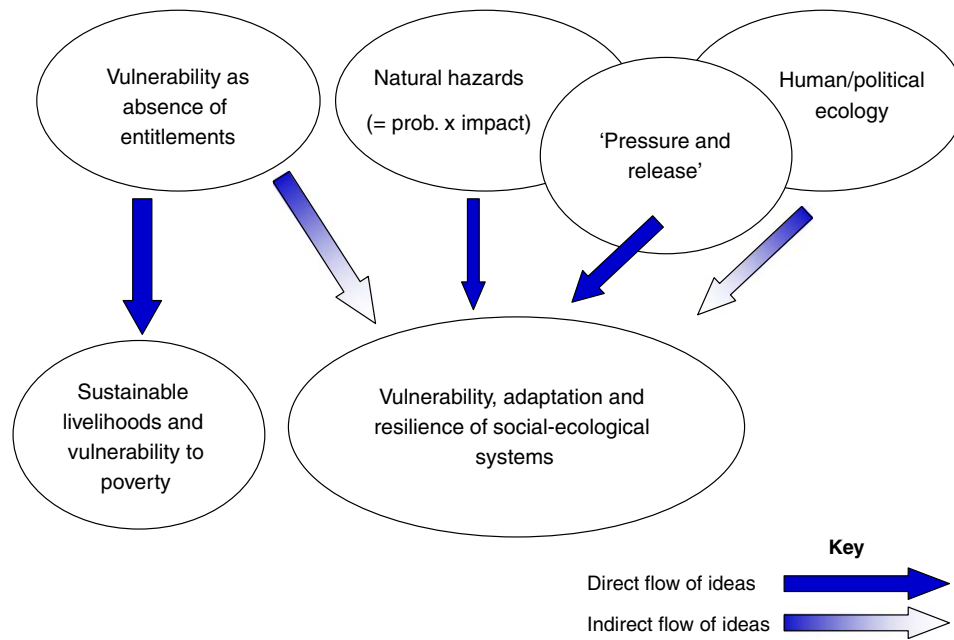 Vulnerability as
absence of
entitlements
Natural hazards
(= prob. x impact)
‘Pressure and
release’
Human/political
ecology
Sustainable
livelihoods and
vulnerability to
poverty
Vulnerability, adaptation and
resilience of social-ecological
systems
Key
Direct flow of ideas
Indirect flow of ideas